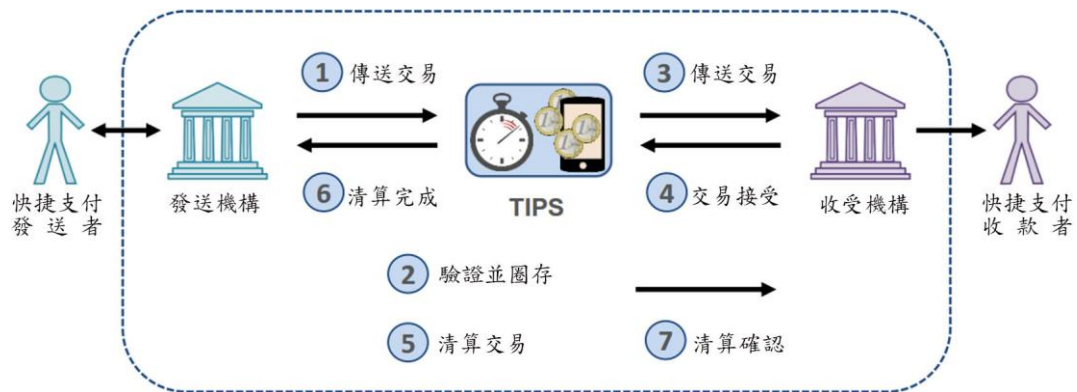 1 傳送交易
3 傳送交易
快捷支付
發送者
發送機構
6 清算完成
TIPS
4 交易接受
收受機構
快捷支付
收款者
2 驗證並圈存
5 清算交易
7 清算確認